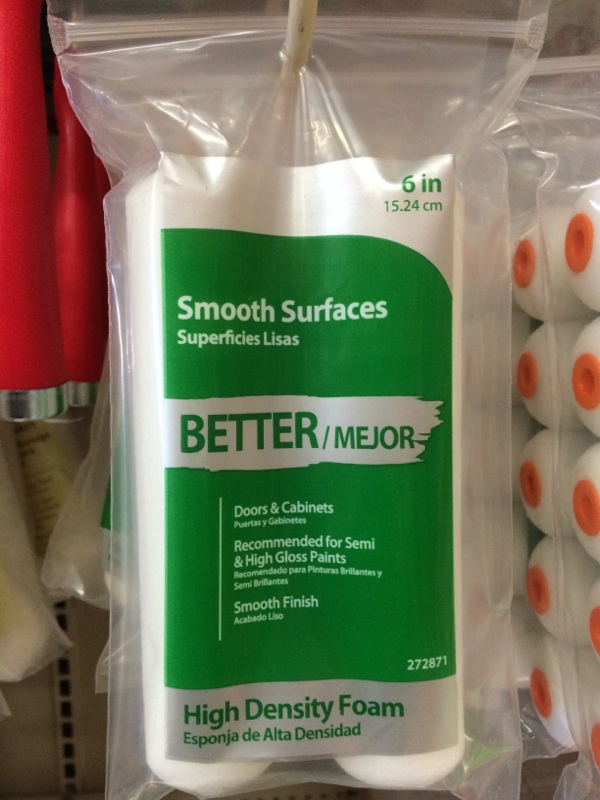 6 in
15.24 cm
Smooth Surfaces
Superficies Lisas
BETTER / MEJOR
Doors & Cabinets
Puertas y Gabinetes
Recommended for Semi
& High Gloss Paints
Recomendado para Pinturas Brillantes y
Semi Brillantes
Smooth Finish
Acabado Liso
272871
High Density Foam
Esponja de Alta Densidad